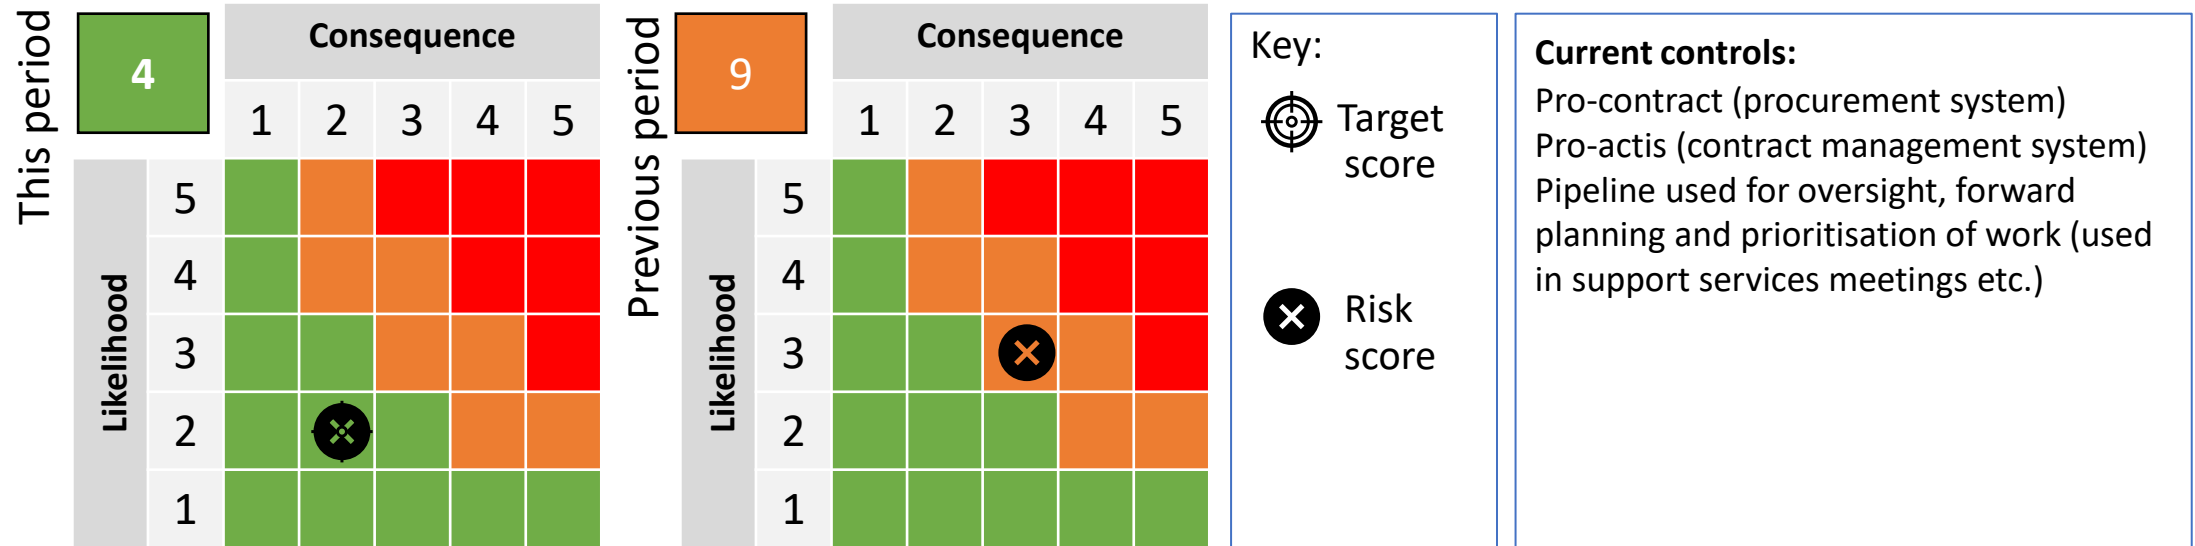 This period
4
Consequence
1 2 3 4 5
Likelihood
5
4
3
2
1
Previous period
9
Consequence
1 2 3 4 5
Likelihood
5
4
3
2
1
Key:
Target
score
Risk
score
Current controls:
Pro-contract (procurement system)
Pro-actis (contract management system)
Pipeline used for oversight, forward
planning and prioritisation of work (used
in support services meetings etc.)